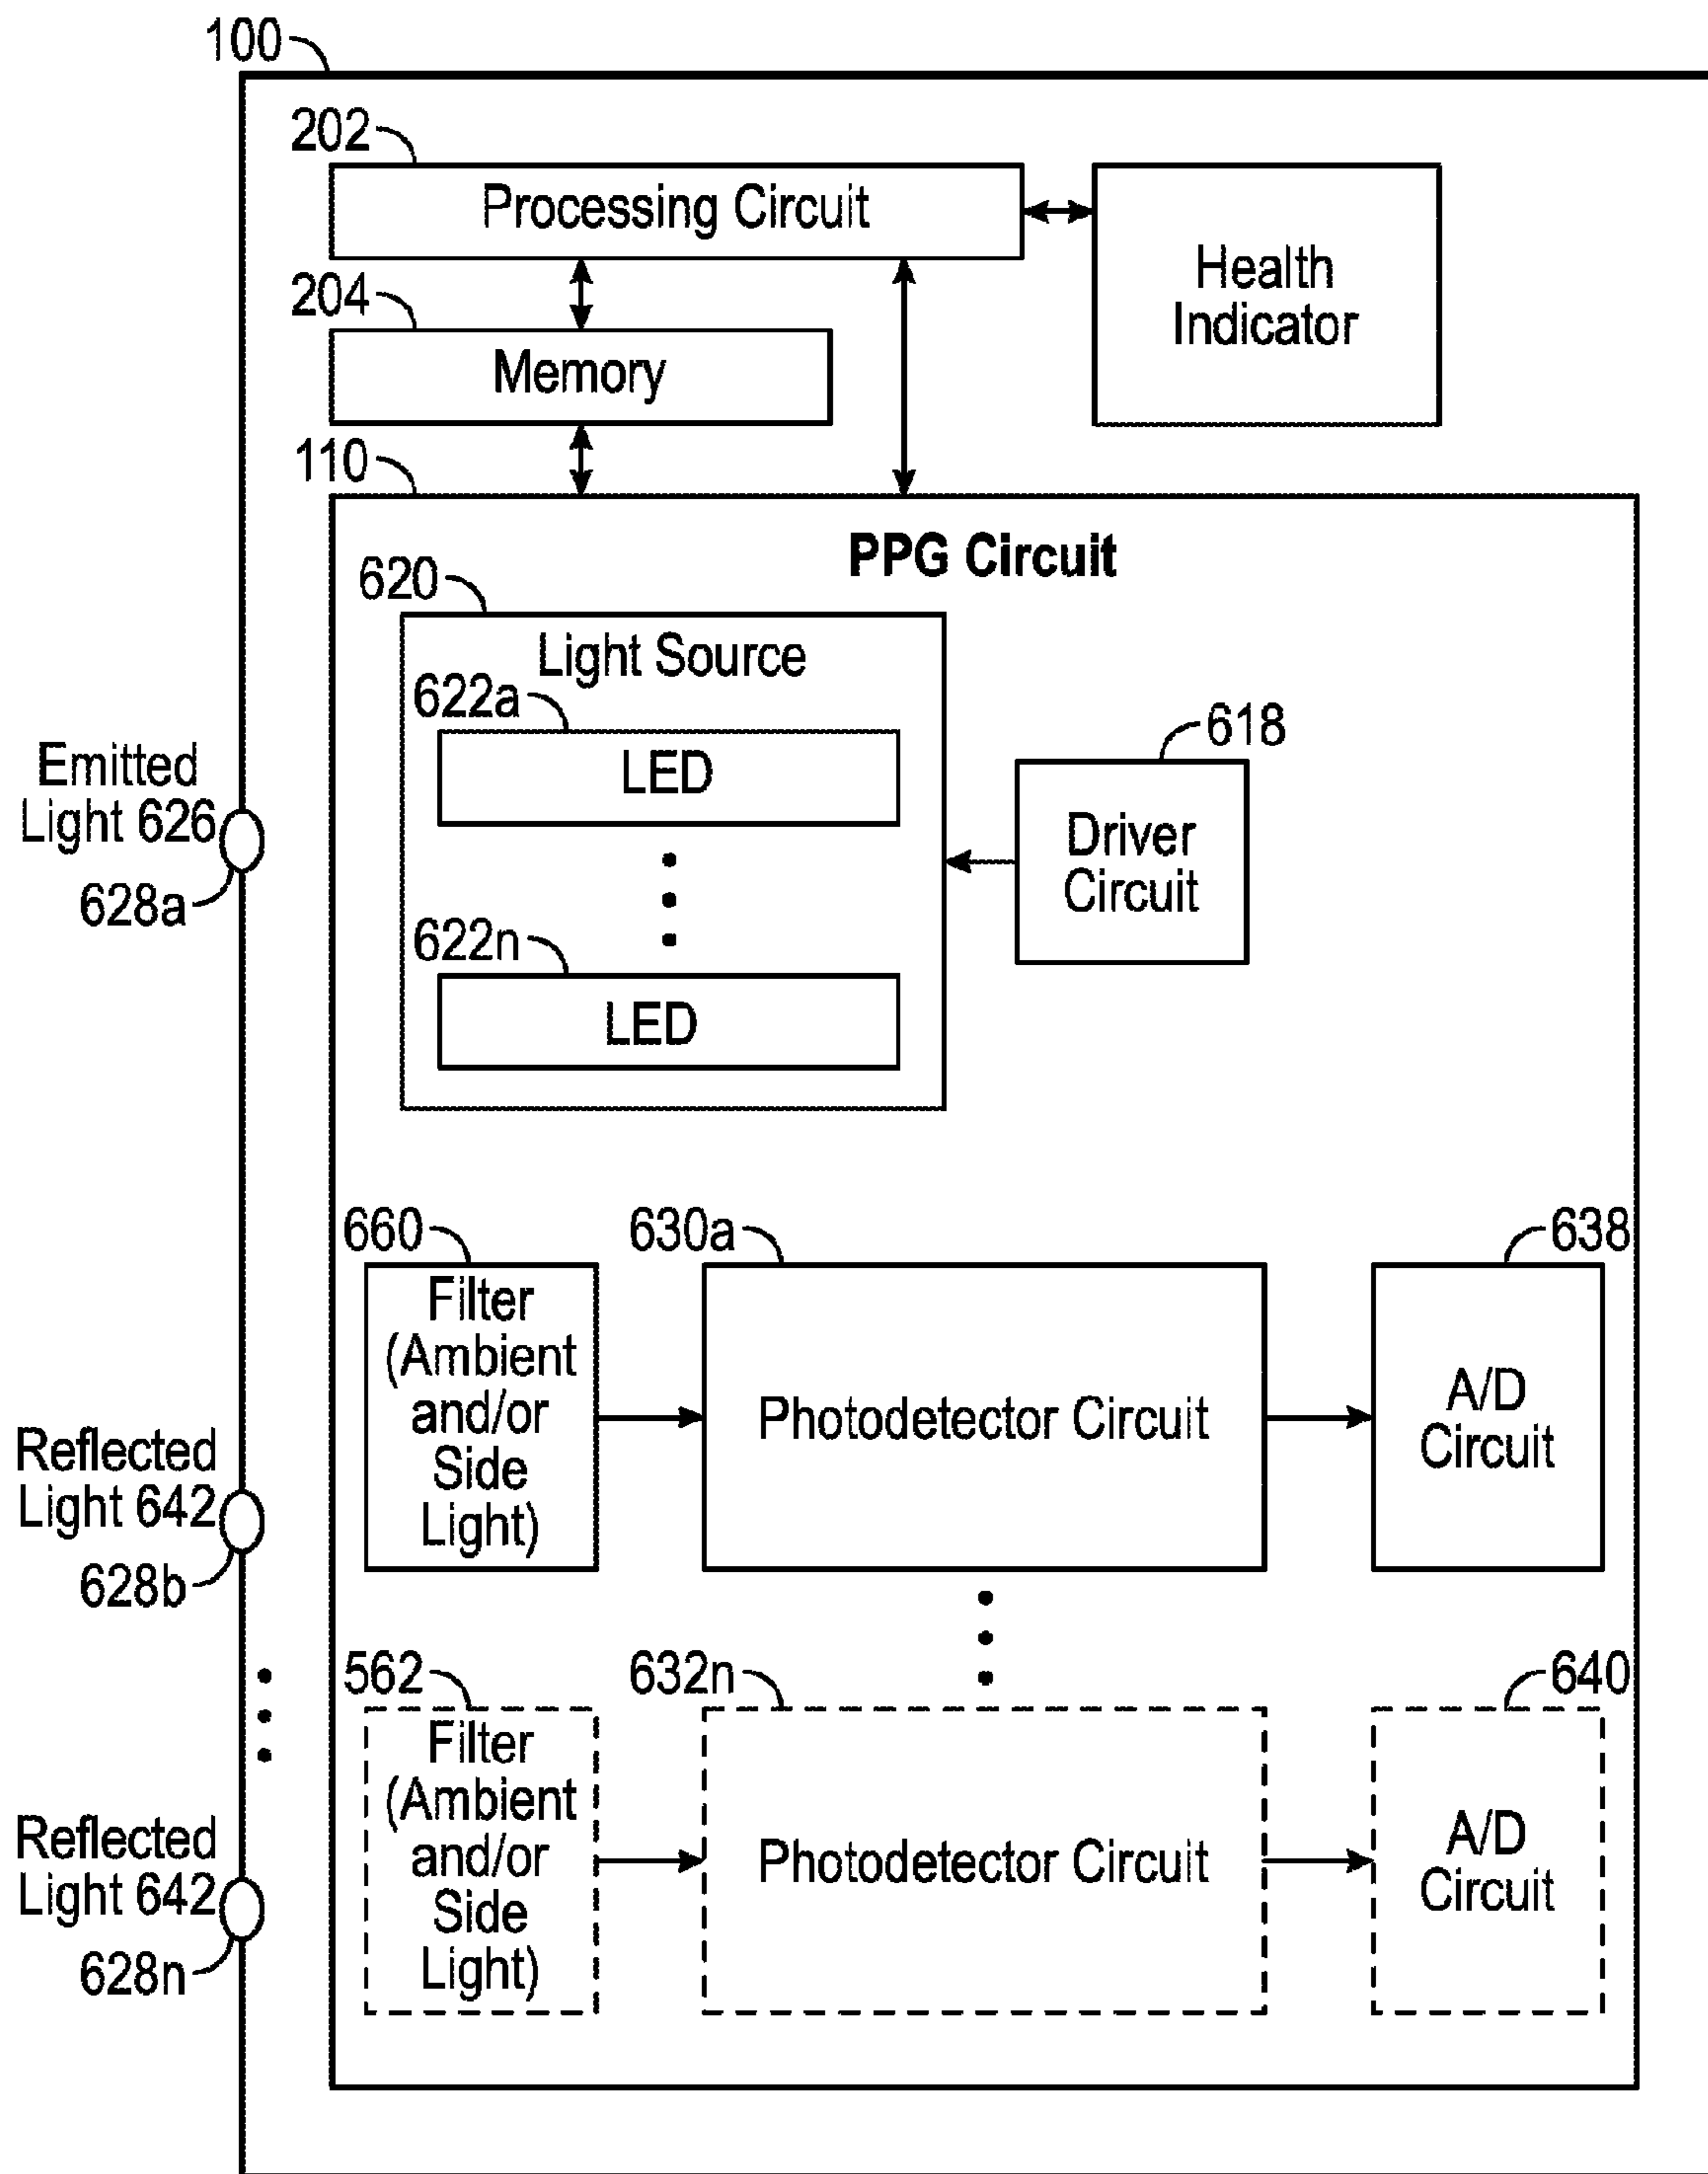 100
202
Processing Circuit
Health
Indicator
204
Memory
110
PPG Circuit
620
Light Source
622a
LED
618
Driver
Circuit
Emitted
Light 626
628a
622n
LED
660
Filter
(Ambient
and/or
Side
Light)
630a
Photodetector Circuit
638
A/D
Circuit
Reflected
Light 642
628b
562
Filter
(Ambient
and/or
Side
Light)
632n
Photodetector Circuit
640
A/D
Circuit
Reflected
Light 642
628n